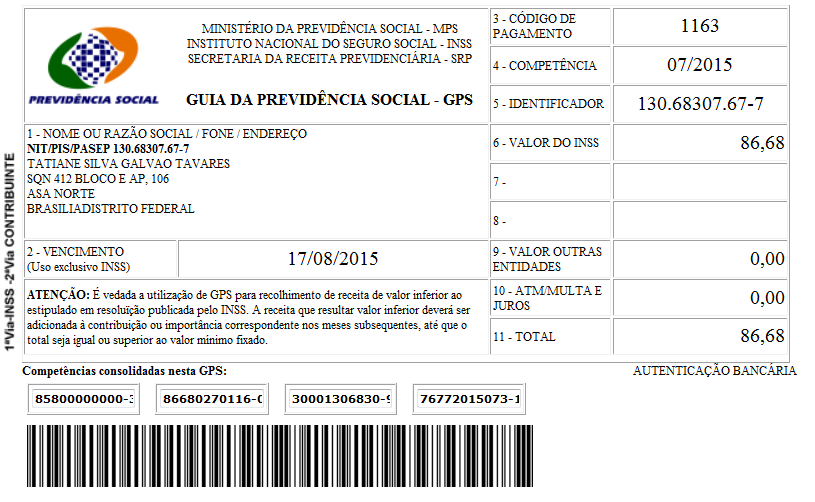 MINISTÉRIO DA PREVIDÊNCIA SOCIAL - MPS
INSTITUTO NACIONAL DO SEGURO SOCIAL - INSS
SECRETARIA DA RECEITA PREVIDENCIÁRIA - SRP
PREVIDÊNCIA SOCIAL
GUIA DA PREVIDÊNCIA SOCIAL - GPS
3 - CÓDIGO DE PAGAMENTO
1163
4 - COMPETÊNCIA
07/2015
5 - IDENTIFICADOR
130.68307.67-7
1 - NOME OU RAZÃO SOCIAL / FONE / ENDEREÇO
NIT/PIS/PASEP 130.68307.67-7
TATIANE SILVA GALVAO TAVARES
SQN 412 BLOCO E AP, 106
ASA NORTE
BRASILIADISTRITO FEDERAL
6 - VALOR DO INSS
86,68
7 -
8 -
2 - VENCIMENTO
(Uso exclusivo INSS)
17/08/2015
9 - VALOR OUTRAS ENTIDADES
0,00
ATENÇÃO: É vedada a utilização de GPS para recolhimento de receita de valor inferior ao
estipulado em resolução publicada pelo INSS. A receita que resultar valor inferior deverá ser
adicionada à contribuição ou importância correspondente nos meses subsequentes, até que o
total seja igual ou superior ao valor mínimo fixado.
10 - ATM/MULTA E JUROS
0,00
11 - TOTAL
86,68
1ªVia-INSS -2ªVia CONTRIBUINTE
Competências consolidadas nesta GPS:
AUTENTICAÇÃO BANCÁRIA
85800000000-3
86680270116-0
30001306830-9
76772015073-1